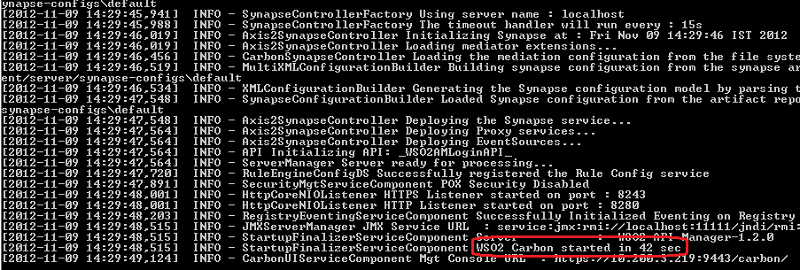 ynapse-configs\default
[2012-11-09 14:29:45,941]  INFO - SynapseControllerFactory Using server name : localhost
[2012-11-09 14:29:45,988]  INFO - SynapseControllerFactory The timeout handler will run every : 15s
[2012-11-09 14:29:46,019]  INFO - Axis2SynapseController Initializing Synapse at : Fri Nov 09 14:29:46 IST 2012
[2012-11-09 14:29:46,019]  INFO - Axis2SynapseController Loading mediator extensions...
[2012-11-09 14:29:46,456]  INFO - CarbonSynapseController Loading the mediation configuration from the file system
[2012-11-09 14:29:46,519]  INFO - MultiXMLConfigurationBuilder Building synapse configuration from the synapse ar
ent/server/synapse-configs\default
[2012-11-09 14:29:46,534]  INFO - XMLConfigurationBuilder Generating the Synapse configuration model by parsing t
[2012-11-09 14:29:47,548]  INFO - SynapseConfigurationBuilder Loaded Synapse configuration from the artifact repo
ynapse-configs\default
[2012-11-09 14:29:47,548]  INFO - Axis2SynapseController Deploying the Synapse service...
[2012-11-09 14:29:47,564]  INFO - Axis2SynapseController Deploying Proxy services...
[2012-11-09 14:29:47,564]  INFO - Axis2SynapseController Deploying EventSources...
[2012-11-09 14:29:47,564]  INFO - API Initializing API: _WSO2AMLoginAPI_
[2012-11-09 14:29:47,564]  INFO - ServerManager Server ready for processing...
[2012-11-09 14:29:47,720]  INFO - RuleEngineConfigDS Successfully registered the Rule Config service
[2012-11-09 14:29:47,891]  INFO - SecurityMgtServiceComponent POX Security Disabled
[2012-11-09 14:29:48,001]  INFO - HttpCoreNIOListener HTTPS Listener started on port : 8243
[2012-11-09 14:29:48,001]  INFO - HttpCoreNIOListener HTTP Listener started on port : 8280
[2012-11-09 14:29:48,203]  INFO - RegistryEventingServiceComponent Successfully Initialized Eventing on Registry
[2012-11-09 14:29:48,515]  INFO - JMXServerManager JMX Service URL  : service:jmx:rmi://localhost:11111/jndi/rmi:
[2012-11-09 14:29:48,515]  INFO - StartupFinalizerServiceComponent Server           :  WSO2 API Manager-1.2.0
[2012-11-09 14:29:48,515]  INFO - StartupFinalizerServiceComponent WSO2 Carbon started in 42 sec
[2012-11-09 14:29:49,124]  INFO - CarbonUIServiceComponent Mgt Console URL  :
:9443/carbon/